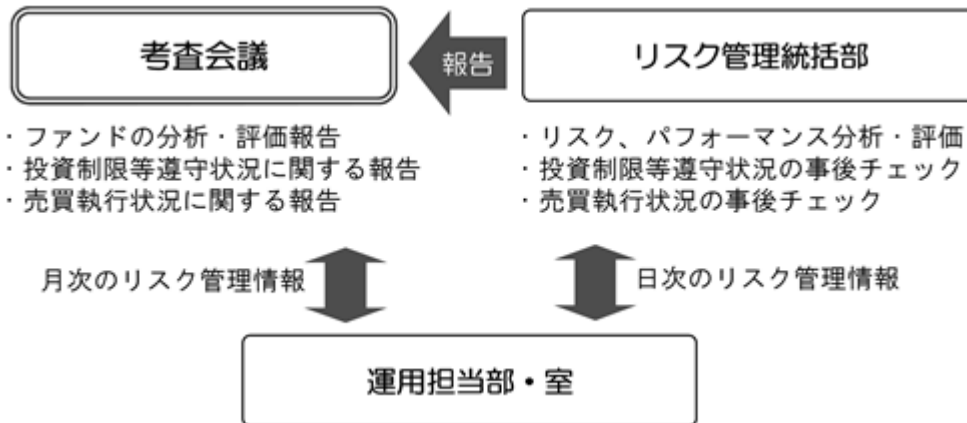 考査会議
報告
リスク管理統括部
・ファンドの分析・評価報告
・投資制限等遵守状況に関する報告
・売買執行状況に関する報告
・リスク、パフォーマンス分析・評価
・投資制限等遵守状況の事後チェック
・売買執行状況の事後チェック
月次のリスク管理情報
日次のリスク管理情報
運用担当部・室